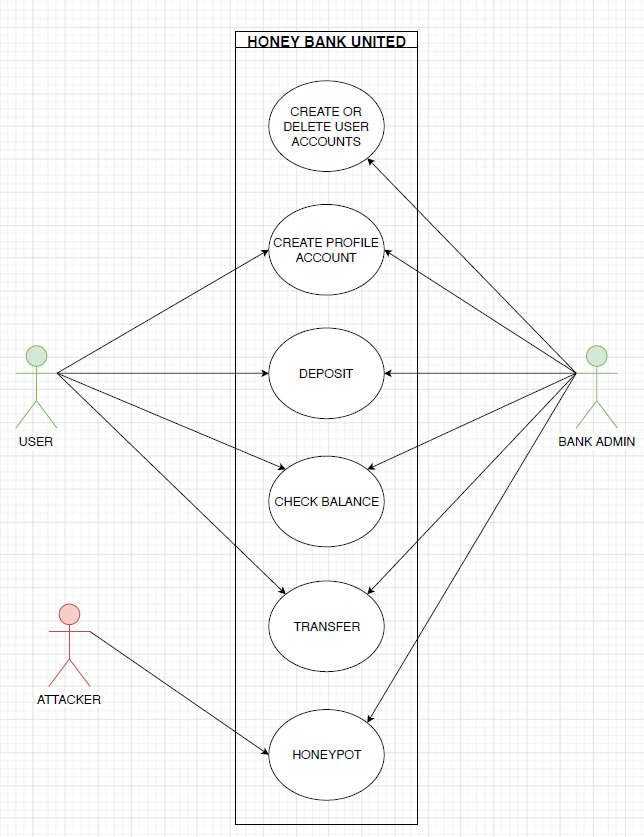 HONEY BANK UNITED
CREATE OR
DELETE USER
ACCOUNTS
CREATE PROFILE
ACCOUNT
DEPOSIT
USER
BANK ADMIN
CHECK BALANCE
TRANSFER
ATTACKER
HONEYPOT